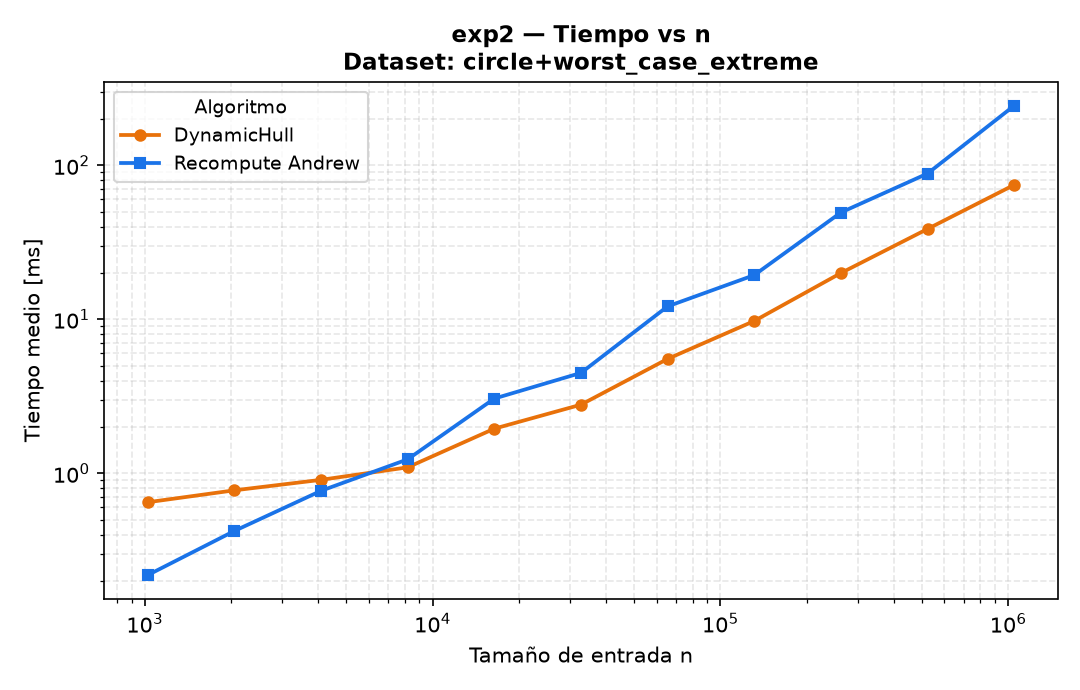 exp2 — Tiempo vs n
Dataset: circle+worst_case_extreme
Algoritmo
DynamicHull
Recompute Andrew
Tiempo medio [ms]
10²
10¹
10⁰
10³
10⁴
10⁵
10⁶
Tamaño de entrada n